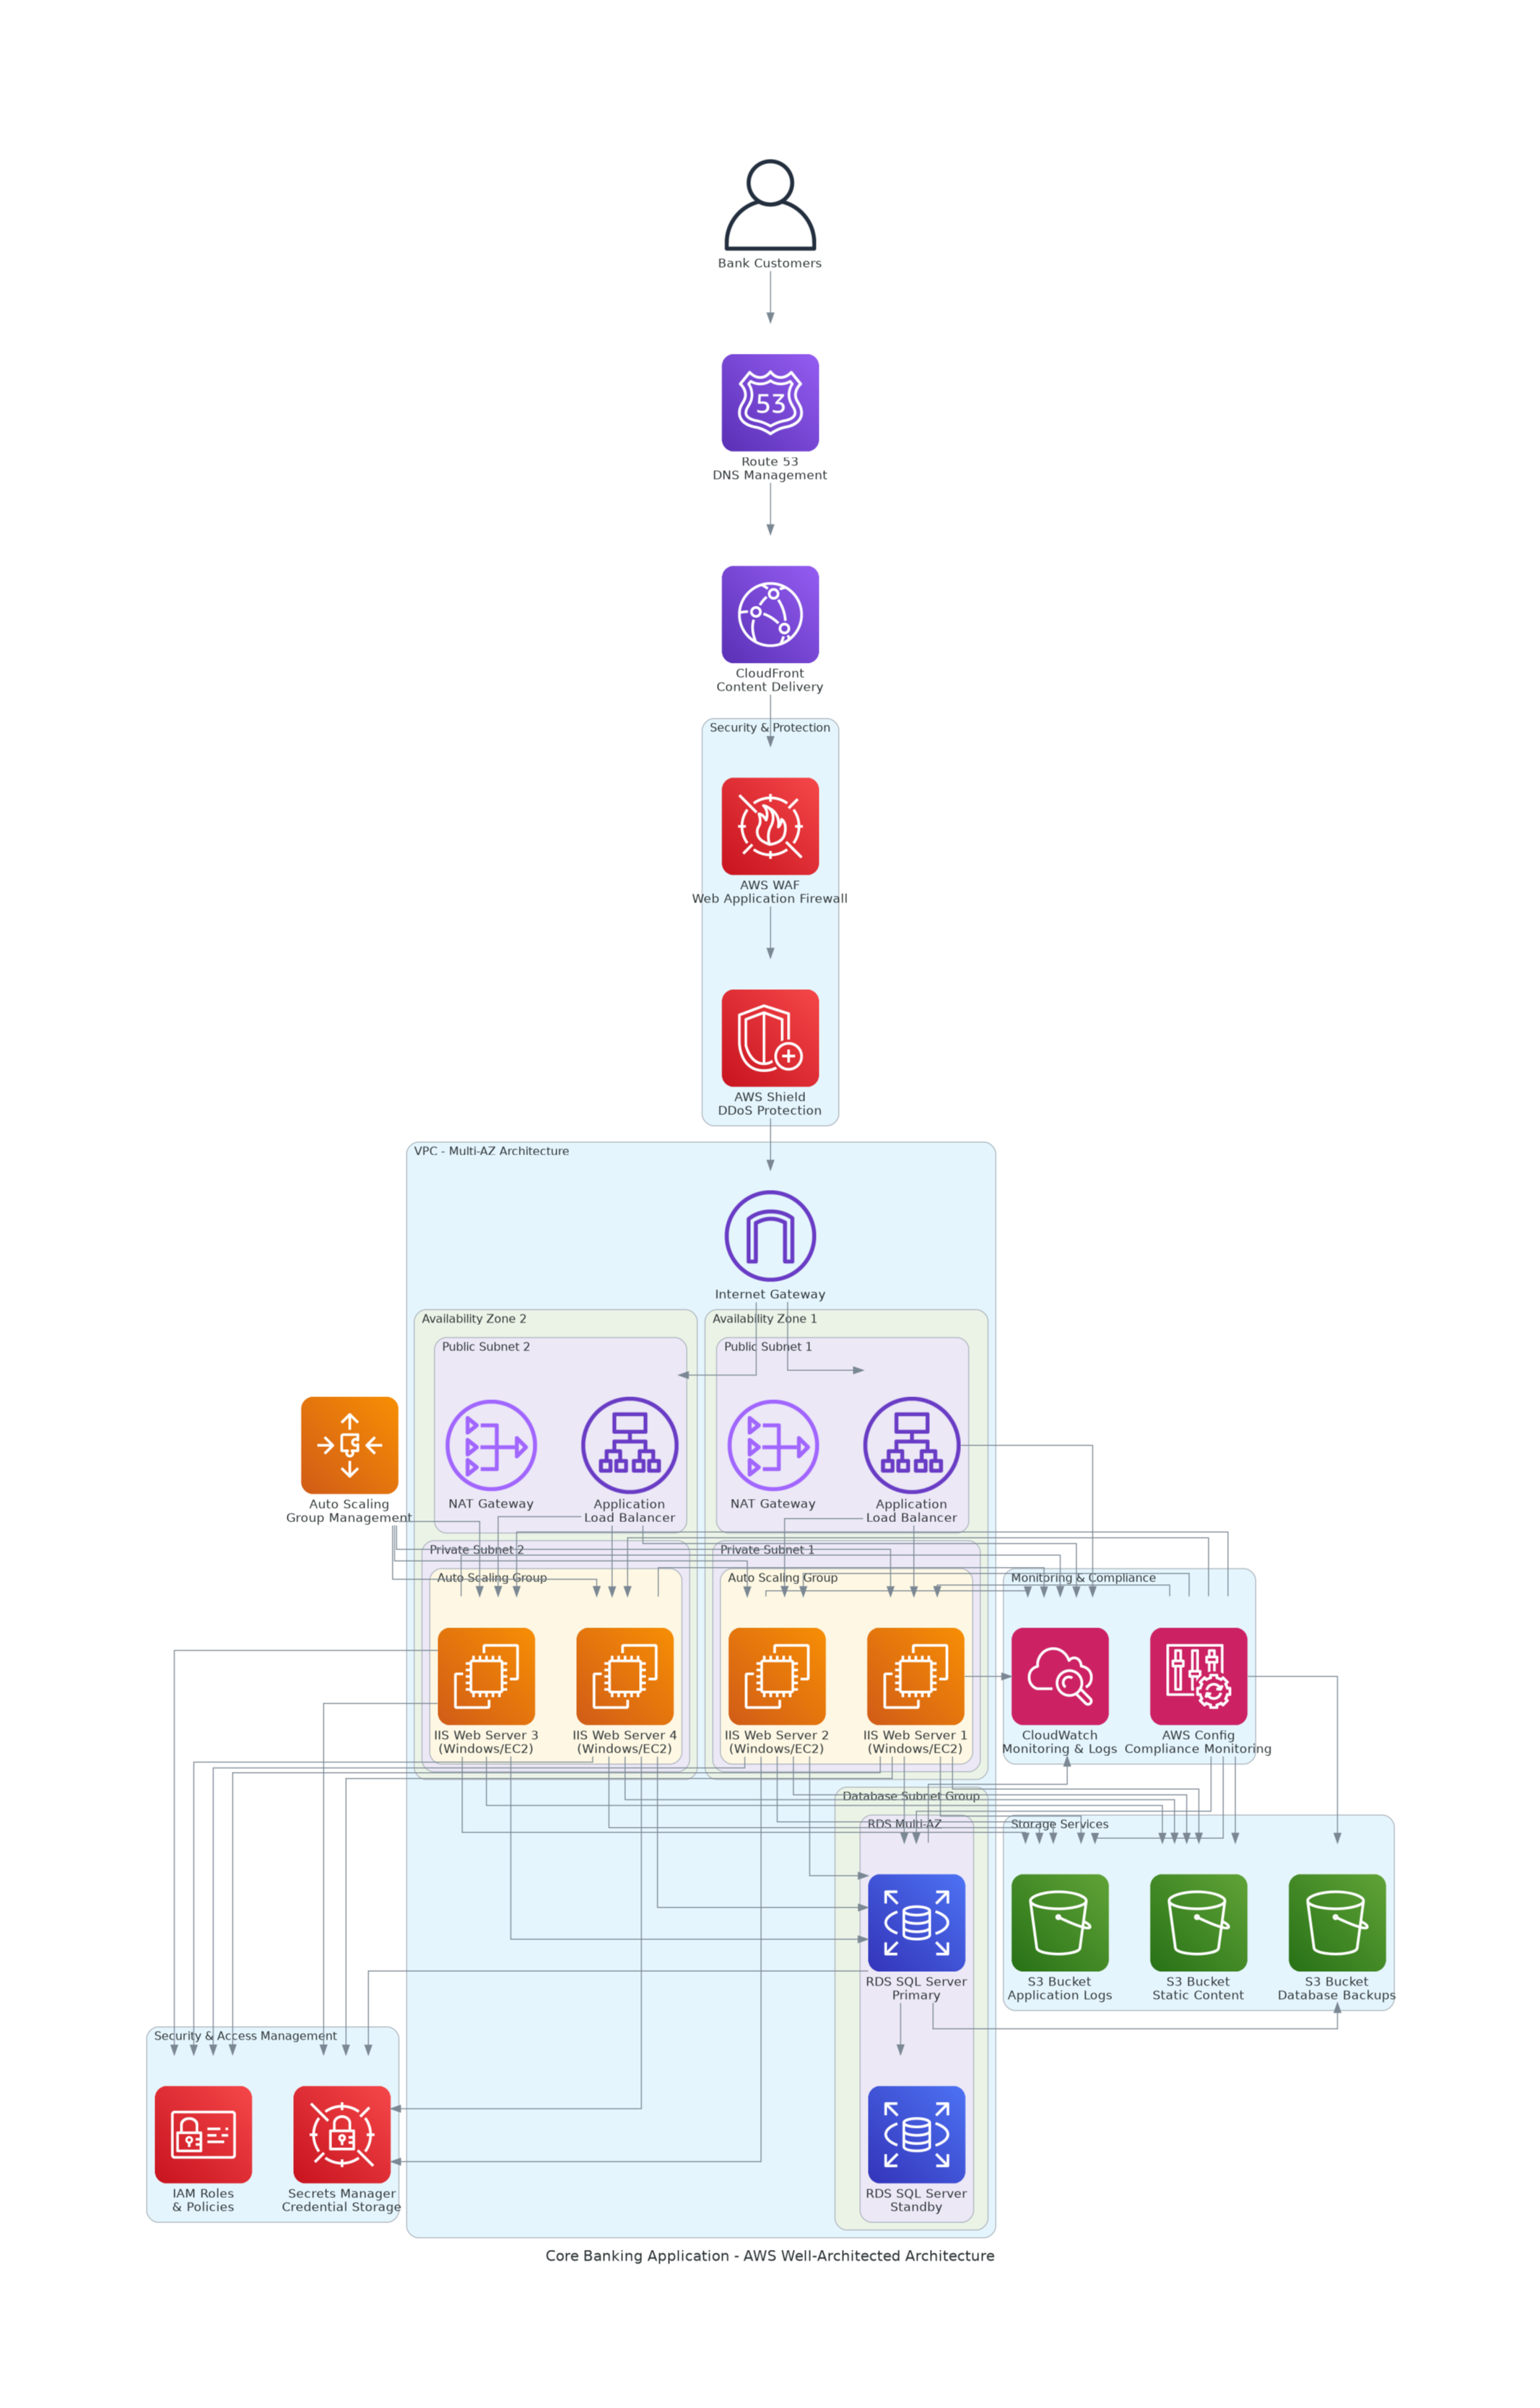 Bank Customers
53
Route 53
DNS Management
CloudFront
Content Delivery
Security & Protection
AWS WAF
Web Application Firewall
AWS Shield
DDoS Protection
VPC - Multi-AZ Architecture
Internet Gateway
Availability Zone 2
Availability Zone 1
Public Subnet 2
Public Subnet 1
Auto Scaling
Group Management
NAT Gateway
Application
Load Balancer
NAT Gateway
Application
Load Balancer
Private Subnet 2
Private Subnet 1
Auto Scaling Group
Auto Scaling Group
Monitoring & Compliance
IIS Web Server 3
(Windows/EC2)
IIS Web Server 4
(Windows/EC2)
IIS Web Server 2
(Windows/EC2)
IIS Web Server 1
(Windows/EC2)
CloudWatch
Monitoring & Logs
AWS Config
Compliance Monitoring
Database Subnet Group
RDS Multi-AZ
Storage Services
RDS SQL Server
Primary
S3 Bucket
Application Logs
S3 Bucket
Static Content
S3 Bucket
Database Backups
Security & Access Management
IAM Roles
& Policies
Secrets Manager
Credential Storage
RDS SQL Server
Standby
Core Banking Application - AWS Well-Architected Architecture